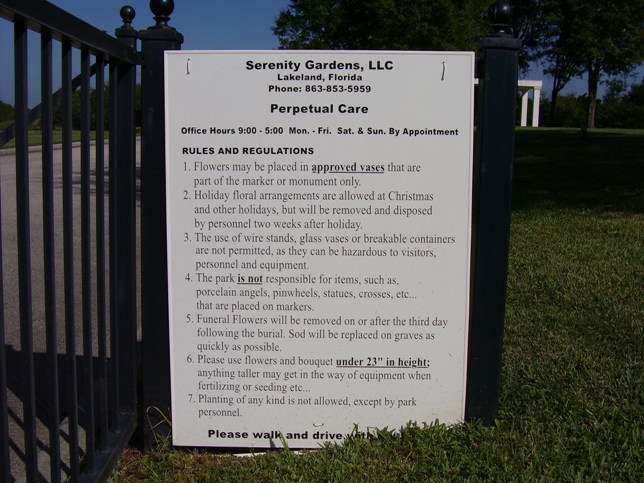 Serenity Gardens, LLC
Lakeland, Florida
Phone: 863-853-5959
Perpetual Care
Office Hours 9:00 - 5:00 Mon. - Fri. Sat. & Sun. By Appointment
RULES AND REGULATIONS
1. Flowers may be placed in approved vases that are
part of the marker or monument only.
2. Holiday floral arrangements are allowed at Christmas
and other holidays, but will be removed and disposed
by personnel two weeks after holiday.
3. The use of wire stands, glass vases or breakable containers
are not permitted, as they can be hazardous to visitors,
personnel and equipment.
4. The park is not responsible for items, such as,
porcelain angels, pinwheels, statues, crosses, etc...
that are placed on markers.
5. Funeral Flowers will be removed on or after the third day
following the burial. Sod will be replaced on graves as
quickly as possible.
6. Please use flowers and bouquet under 23" in height;
anything taller may get in the way of equipment when
fertilizing or seeding etc...
7. Planting of any kind is not allowed, except by park
personnel.
Please walk and drive